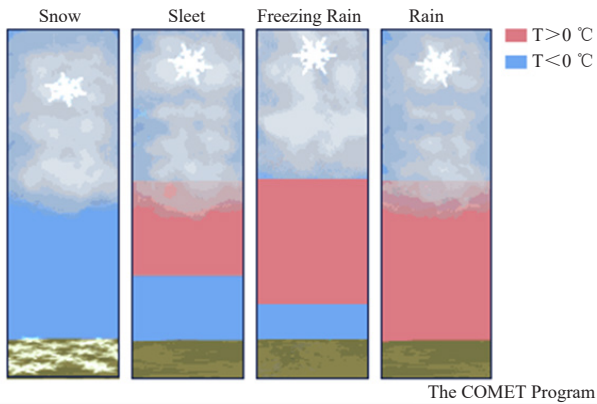 Snow
Sleet
Freezing Rain
Rain
T＞0 ℃
T＜0 ℃
The COMET Program